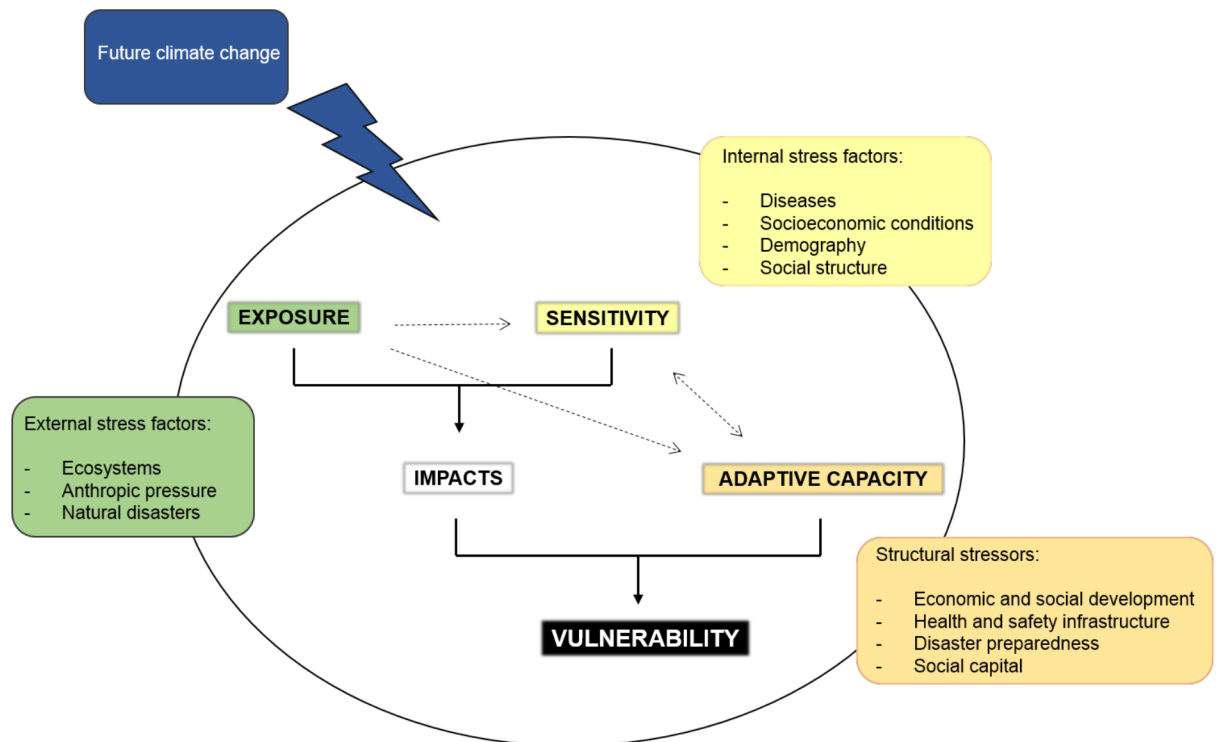 Future climate change
Internal stress factors:
- Diseases
- Socioeconomic conditions
- Demography
- Social structure
EXPOSURE
SENSITIVITY
External stress factors:
- Ecosystems
- Anthropic pressure
- Natural disasters
IMPACTS
ADAPTIVE CAPACITY
Structural stressors:
- Economic and social development
- Health and safety infrastructure
- Disaster preparedness
- Social capital
VULNERABILITY